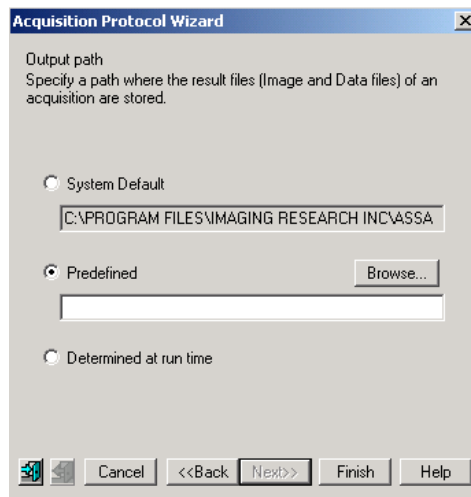 Acquisition Protocol Wizard
Output path
Specify a path where the result files (Image and Data files) of an
acquisition are stored.
System Default
C:\PROGRAM FILES\IMAGING RESEARCH INC\ASSA
Predefined
Browse...
Determined at run time
Cancel
<<Back
Next>>
Finish
Help